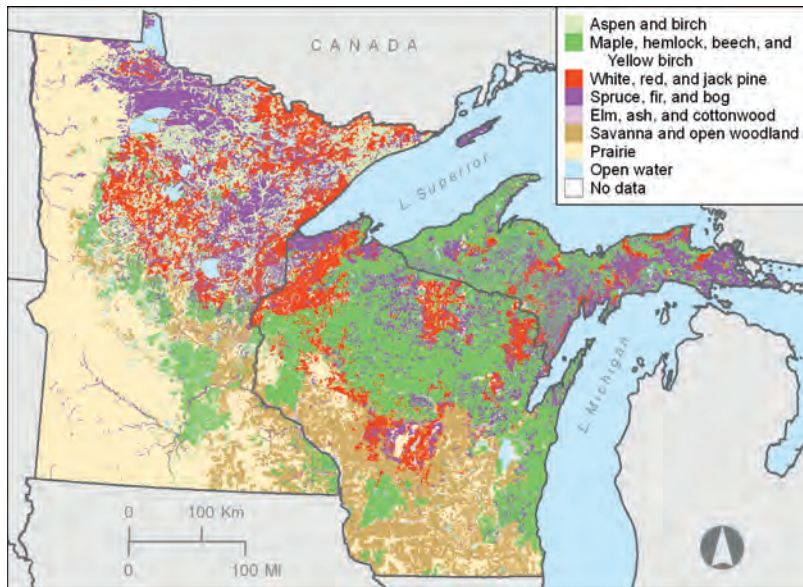 CANADA
Aspen and birch
Maple, hemlock, beech, and
Yellow birch
White, red, and jack pine
Spruce, fir, and bog
Elm, ash, and cottonwood
Savanna and open woodland
Prairie
Open water
No data
L. Superior
L. Michigan
0 100 Km
0 100 MI